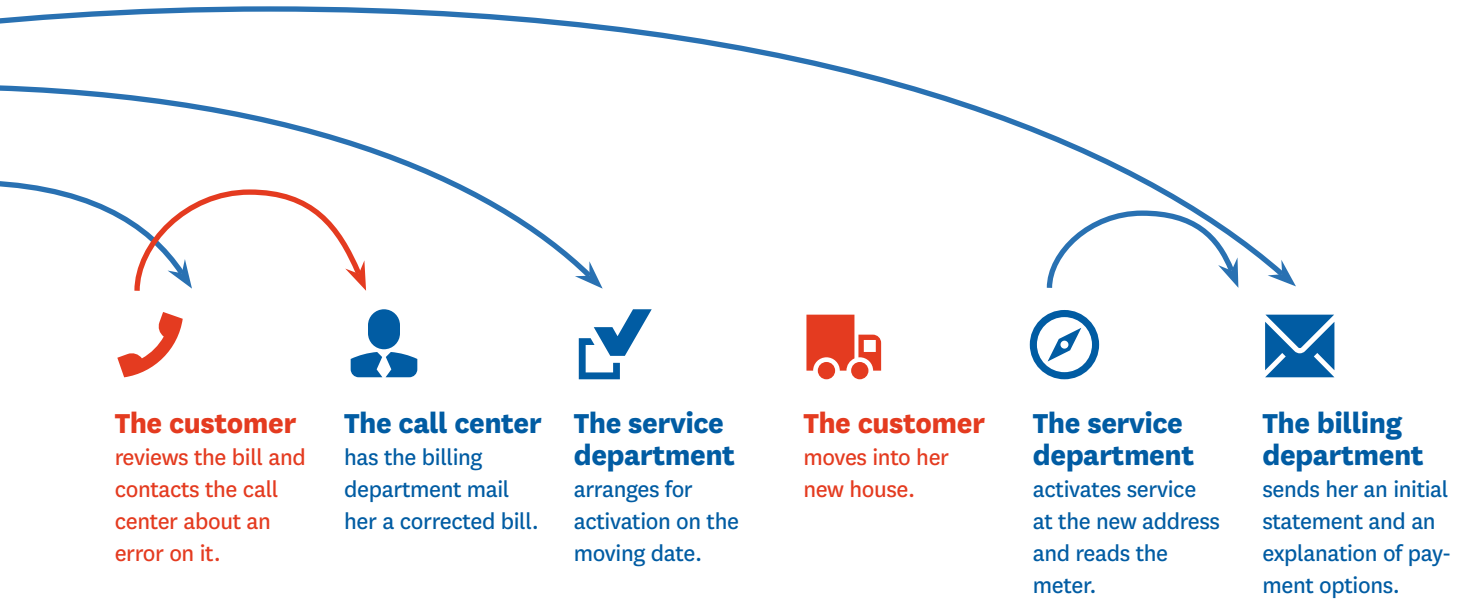 The customer
reviews the bill and
contacts the call
center about an
error on it.
The call center
has the billing
department mail
her a corrected bill.
The service
department
arranges for
activation on the
moving date.
The customer
moves into her
new house.
The service
department
activates service
at the new address
and reads the
meter.
The billing
department
sends her an initial
statement and an
explanation of pay-
ment options.